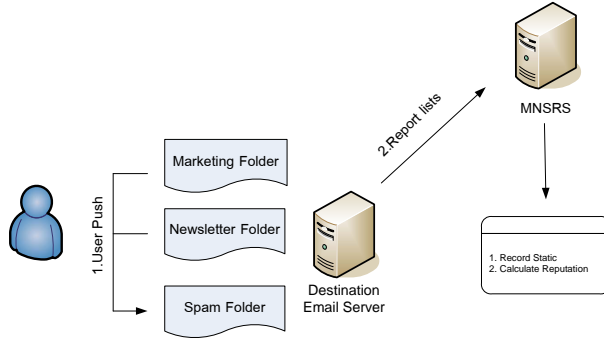 MNSRS
2.Report lists
Marketing Folder
1.User Push
Newsletter Folder
Spam Folder
Destination
Email Server
1. Record Static
2. Calculate Reputation